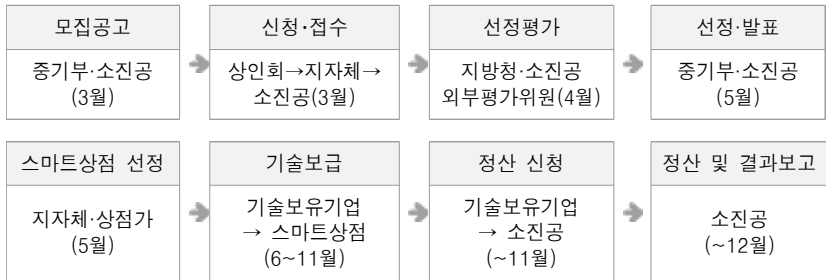 모집공고
중기부·소진공
(3월)
신청·접수
상인회→지자체→
소진공(3월)
선정평가
지방청·소진공
외부평가위원(4월)
선정·발표
중기부·소진공
(5월)
스마트상점 선정
지자체·상점가
(5월)
기술보급
기술보유기업
→ 스마트상점
(6~11월)
정산 신청
기술보유기업
→ 소진공
(~11월)
정산 및 결과보고
소진공
(~12월)